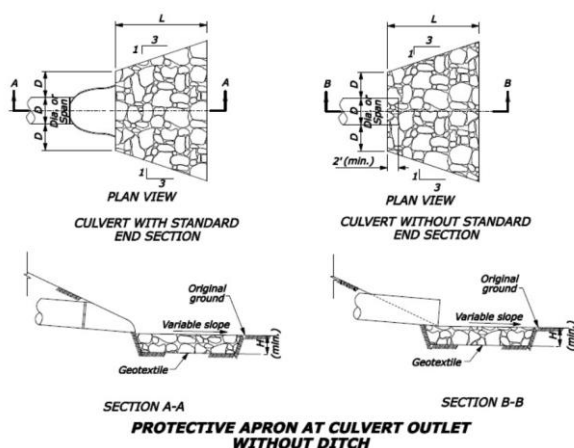 L
3
1
A
A
D
D
D
Dia. or
Span
1
3
PLAN VIEW
CULVERT WITH STANDARD
END SECTION
L
3
1
B
B
D
D
D
Dia. or
Span
2' (min.)
1
3
PLAN VIEW
CULVERT WITHOUT STANDARD
END SECTION
Original
ground
Variable slope
H
(min.)
Geotextile
SECTION A-A
Original
ground
Variable slope
H
(min.)
Geotextile
SECTION B-B
PROTECTIVE APRON AT CULVERT OUTLET
WITHOUT DITCH